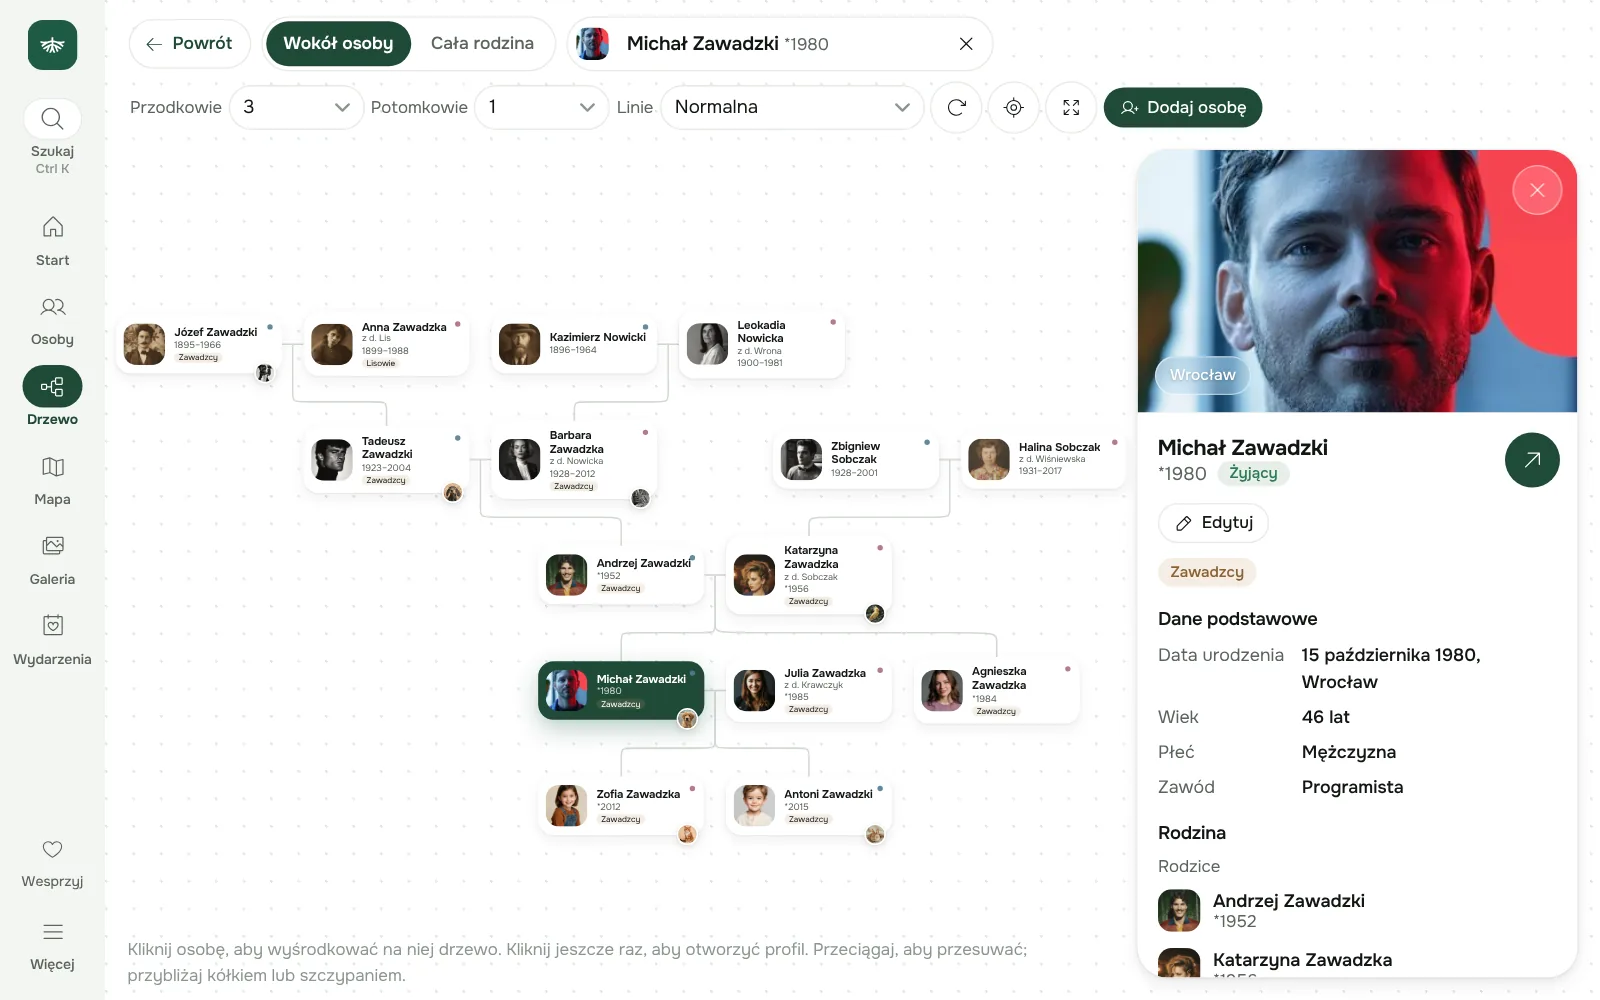 Powrót
Wokół osoby
Cała rodzina
Michał Zawadzki *1980
Przodkowie
3
Potomkowie
1
Linie
Normalna
Dodaj osobę
Szukaj
Ctrl K
Start
Osoby
Drzewo
Mapa
Galeria
Wydarzenia
Wesprzyj
Więcej
Józef Zawadzki
1895–1966
Zawadzcy
Anna Zawadzka
z d. Lis
1899–1988
Lisowie
Kazimierz Nowicki
1896–1964
Leokadia
Nowicka
z d. Wrona
1900–1981
Tadeusz
Zawadzki
1923–2004
Zawadzcy
Barbara
Zawadzka
z d. Nowicka
1928–2012
Zawadzcy
Zbigniew
Sobczak
1928–2001
Halina Sobczak
z d. Wiśniewska
1931–2017
Andrzej Zawadzki
*1952
Zawadzcy
Katarzyna
Zawadzka
z d. Sobczak
*1956
Zawadzcy
Michał Zawadzki
*1980
Zawadzcy
Julia Zawadzka
z d. Krawczyk
*1985
Zawadzcy
Agnieszka
Zawadzka
*1984
Zawadzcy
Zofia Zawadzka
*2012
Zawadzcy
Antoni Zawadzki
*2015
Zawadzcy
Kliknij osobę, aby wyśrodkować na niej drzewo. Kliknij jeszcze raz, aby otworzyć profil. Przeciągaj, aby przesuwać;
przybliżaj kółkiem lub szczypaniem.
Wrocław
Michał Zawadzki
*1980 Żyjący
Edytuj
Zawadzcy
Dane podstawowe
Data urodzenia 15 października 1980,
Wrocław
Wiek 46 lat
Płeć Mężczyzna
Zawód Programista
Rodzina
Rodzice
Andrzej Zawadzki
*1952
Katarzyna Zawadzka
*1956